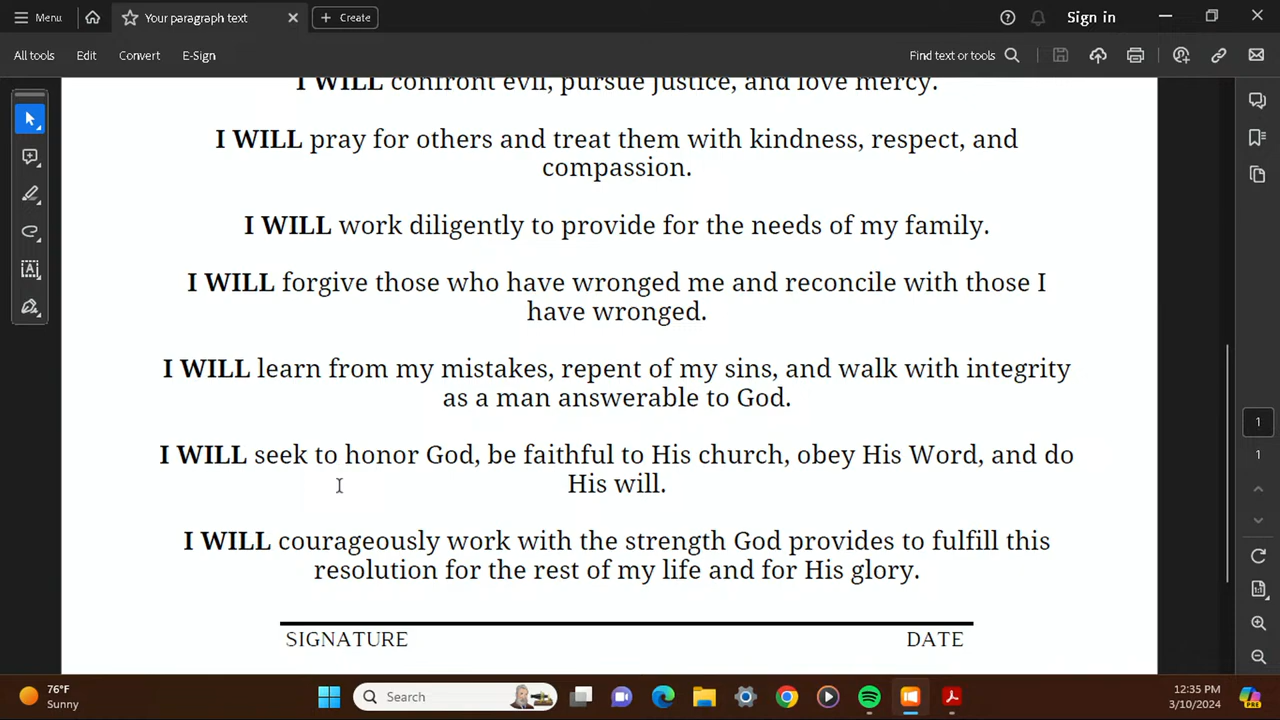 Menu
Your paragraph text
Create
Sign in
All tools
Edit
Convert
E-Sign
Find text or tools
I WILL confront evil, pursue justice, and love mercy.
I WILL pray for others and treat them with kindness, respect, and
compassion.
I WILL work diligently to provide for the needs of my family.
I WILL forgive those who have wronged me and reconcile with those I
have wronged.
I WILL learn from my mistakes, repent of my sins, and walk with integrity
as a man answerable to God.
I WILL seek to honor God, be faithful to His church, obey His Word, and do
His will.
I WILL courageously work with the strength God provides to fulfill this
resolution for the rest of my life and for His glory.
SIGNATURE DATE
1
1
76°F
Sunny
Search
12:35 PM
3/10/2024
PRE